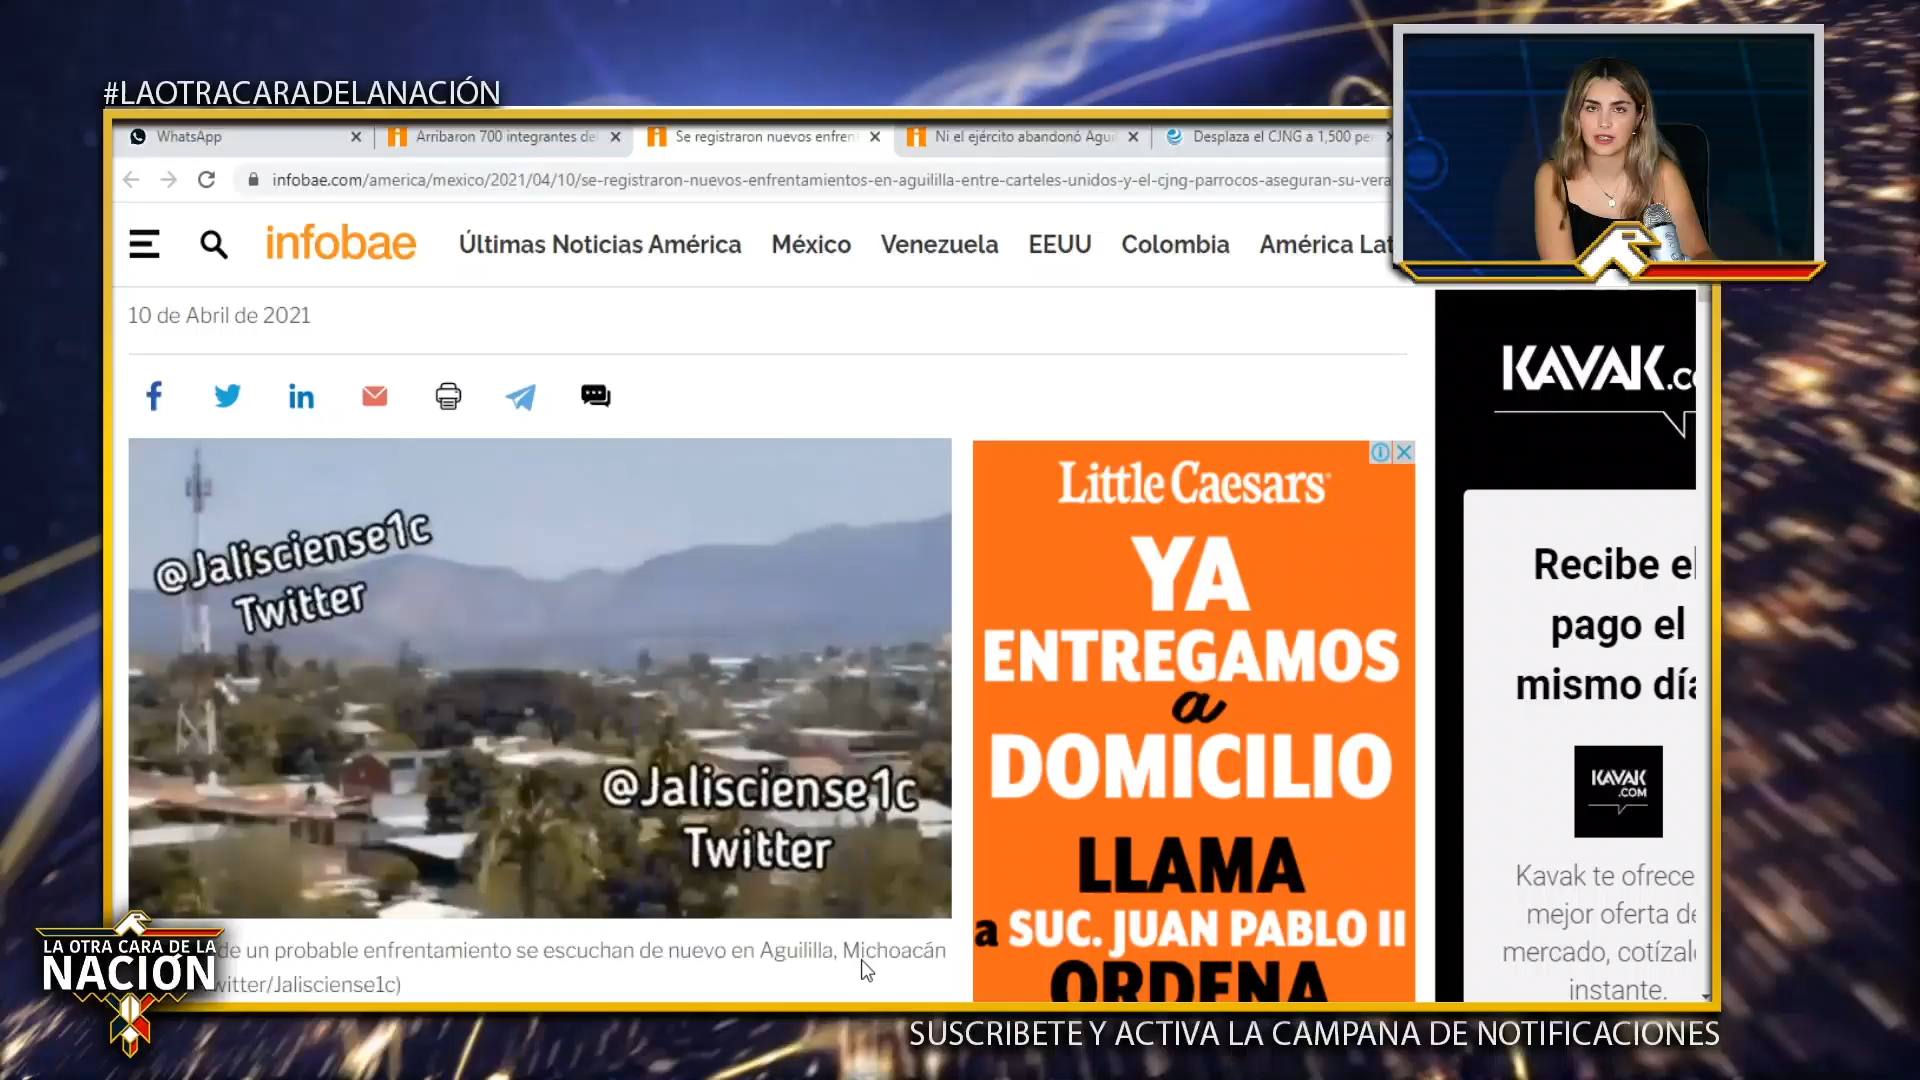 #LAOTRACARADELANACIÓN
WhatsApp
Arribaron 700 integrantes de
Se registraron nuevos enfren
Ni el ejército abandonó Agui
Desplaza el CJNG a 1,500 per
infobae.com/america/mexico/2021/04/10/se-registraron-nuevos-enfrentamientos-en-aguililla-entre-carteles-unidos-y-el-cjng-parrocos-aseguran-su-vera
infobae
Últimas Noticias América
México
Venezuela
EEUU
Colombia
América Lat
10 de Abril de 2021
@Jalisciense1c
Twitter
@Jalisciense1c
Twitter
de un probable enfrentamiento se escuchan de nuevo en Aguililla, Michoacán
witter/Jalisciense1c)
Little Caesars
YA
ENTREGAMOS
a
DOMICILIO
LLAMA
a SUC. JUAN PABLO II
ORDENA
KAVAK.co
Recibe el
pago el
mismo día
KAVAK
.COM
Kavak te ofrece
mejor oferta de
mercado, cotízal
instante.
LA OTRA CARA DE LA
NACIÓN
SUSCRIBETE Y ACTIVA LA CAMPANA DE NOTIFICACIONES